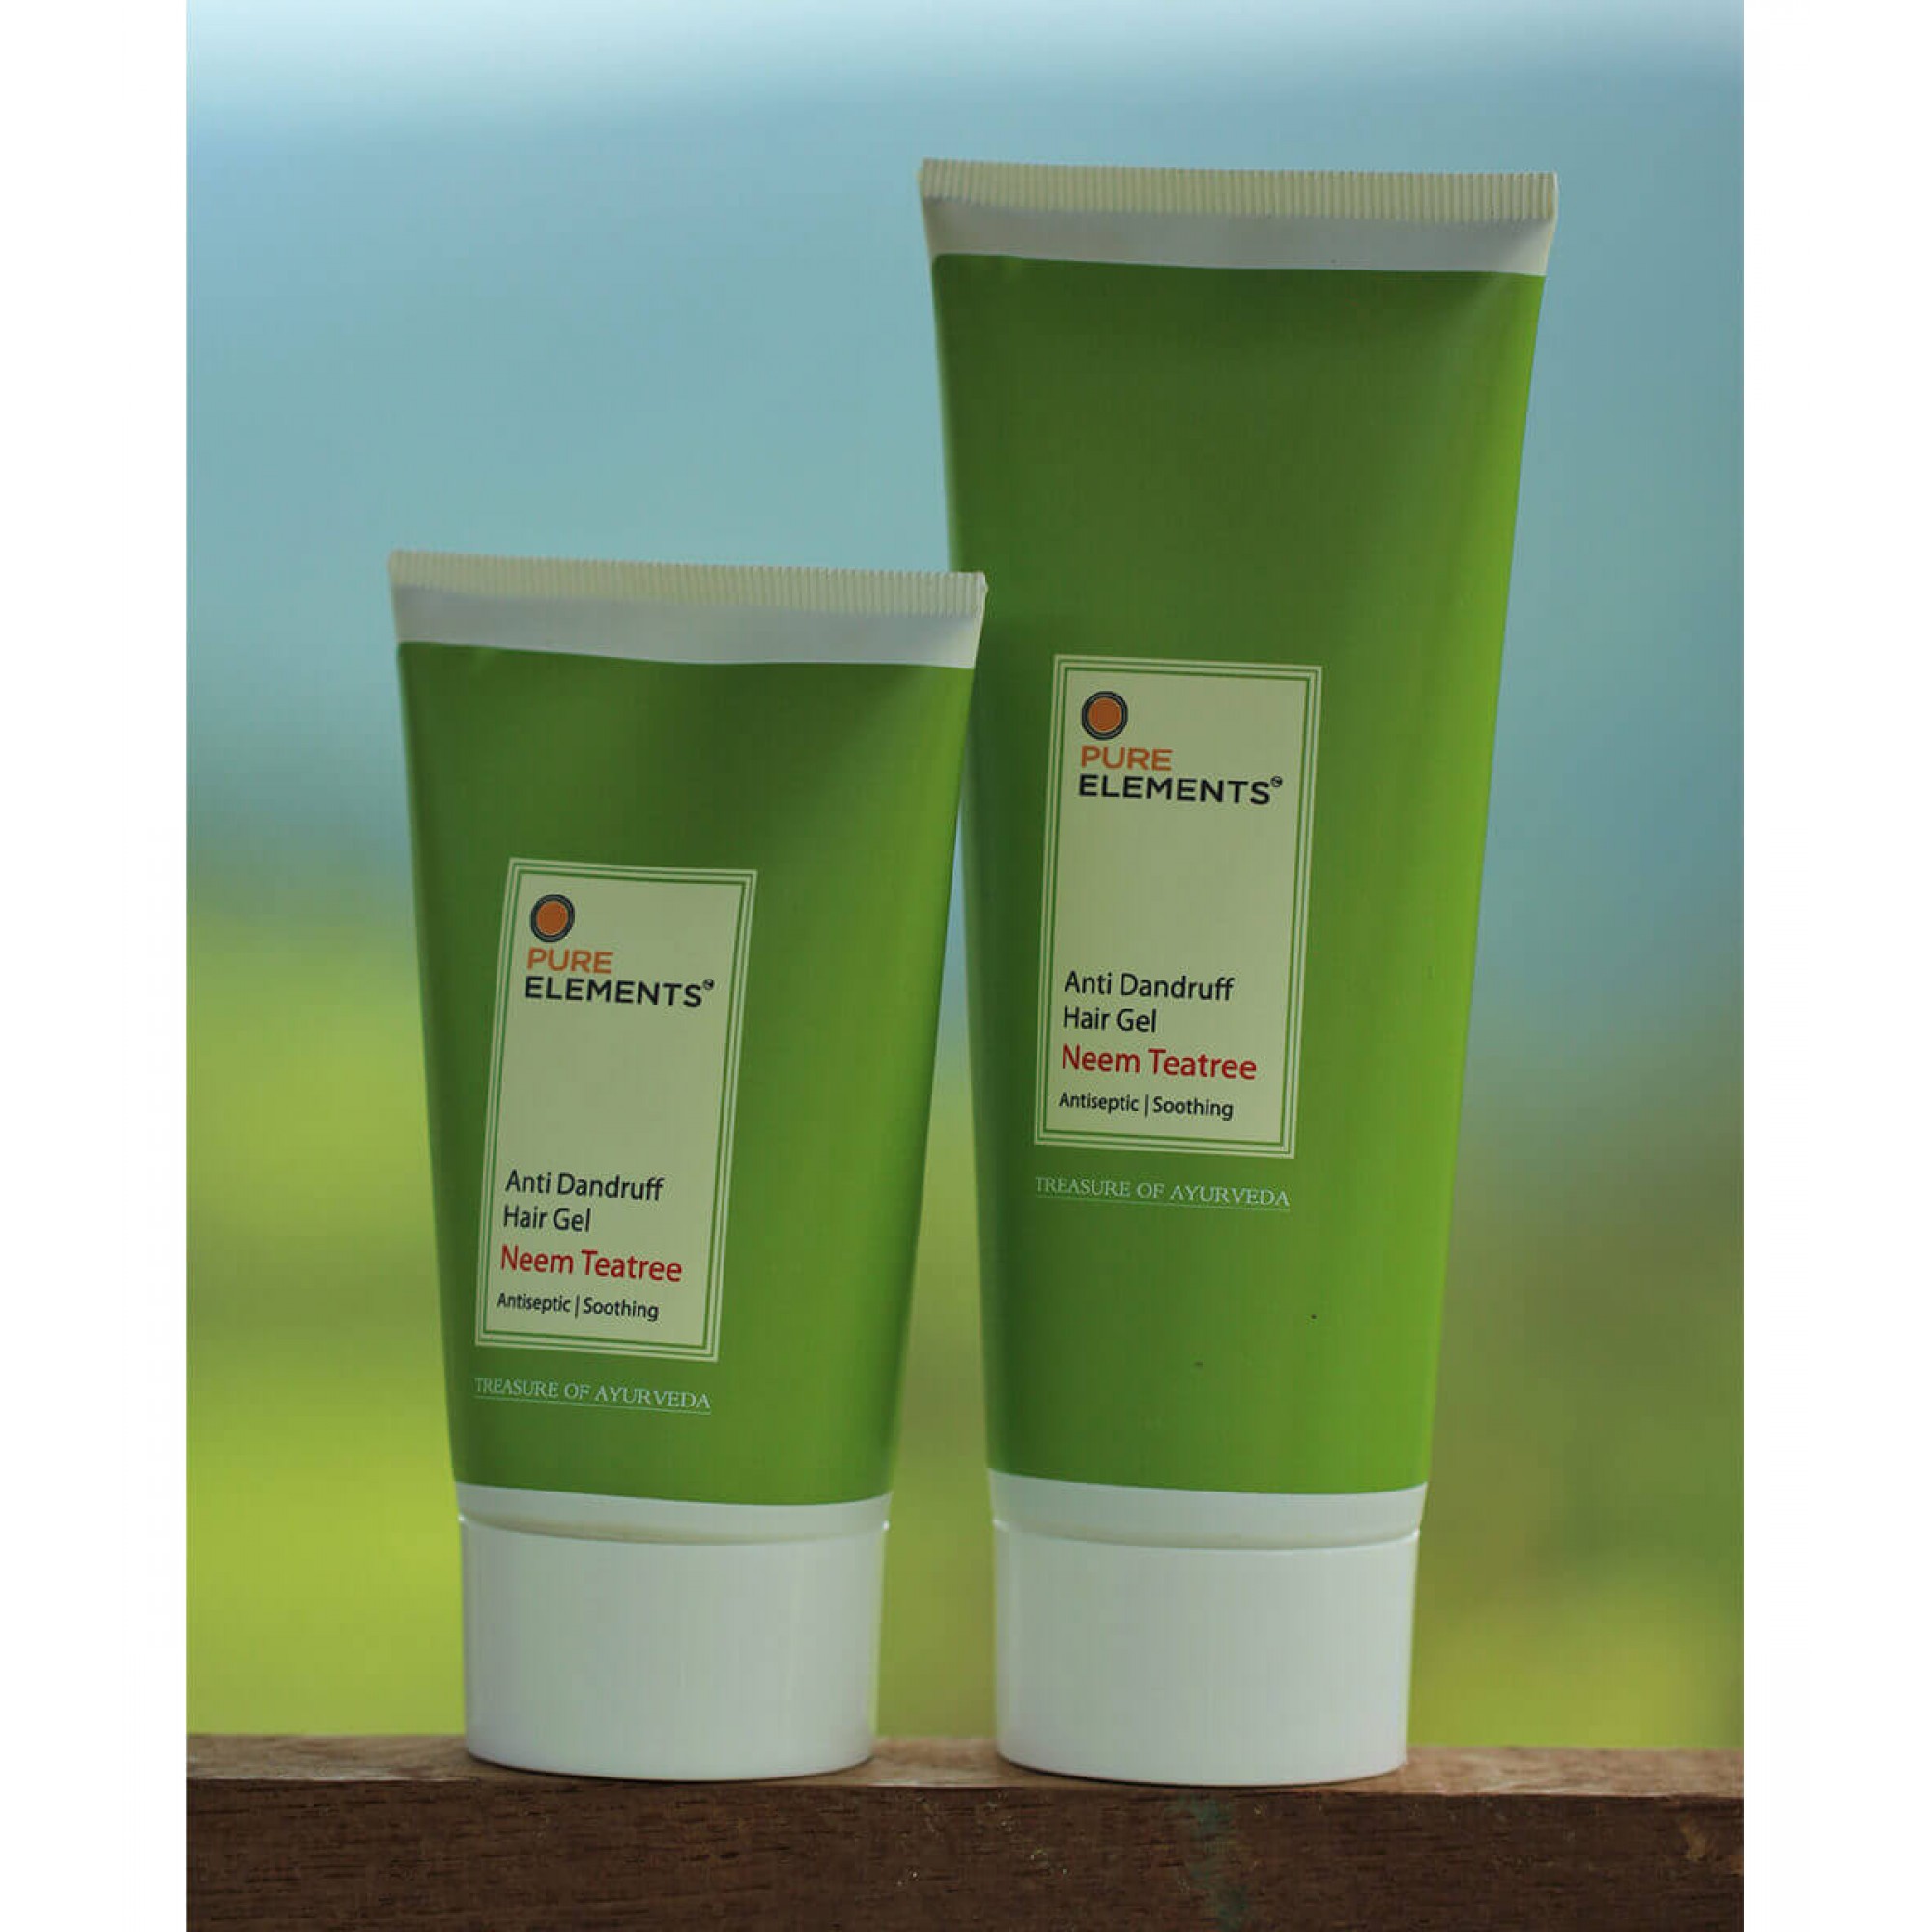 PURE
ELEMENTS
Anti Dandruff
Hair Gel
Neem Teatree
Antiseptic | Soothing
TREASURE OF AYURVEDA
PURE
ELEMENTS
Anti Dandruff
Hair Gel
Neem Teatree
Antiseptic | Soothing
TREASURE OF AYURVEDA